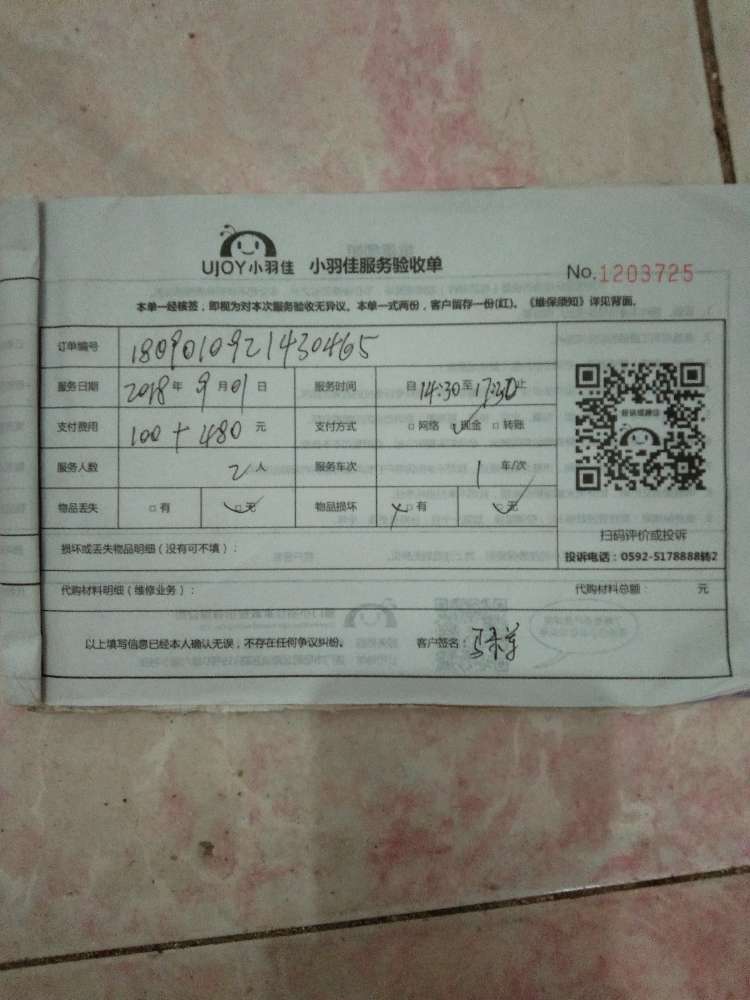 UJOY小羽佳 小羽佳服务验收单 No.1203725
本单一经核签，即视为对本次服务验收无异议。本单一式两份，客户留存一份(红)。《维保须知》详见背面。
订单编号 1809010921430465
服务日期 2018年9月01日 服务时间 自14:30至17:30止
支付费用 100+480元 支付方式 □网络 ☑现金 □转账
服务人数 2人 服务车次 1车/次
物品丢失 □有 ☑无 物品损坏 □有 ☑无
扫码评价或投诉
损坏或丢失物品明细（没有可不填）：
投诉电话：0592-5178888转2
代购材料明细（维修业务）： 代购材料总额： 元
以上填写信息已经本人确认无误，不存在任何争议纠纷。 客户签名：